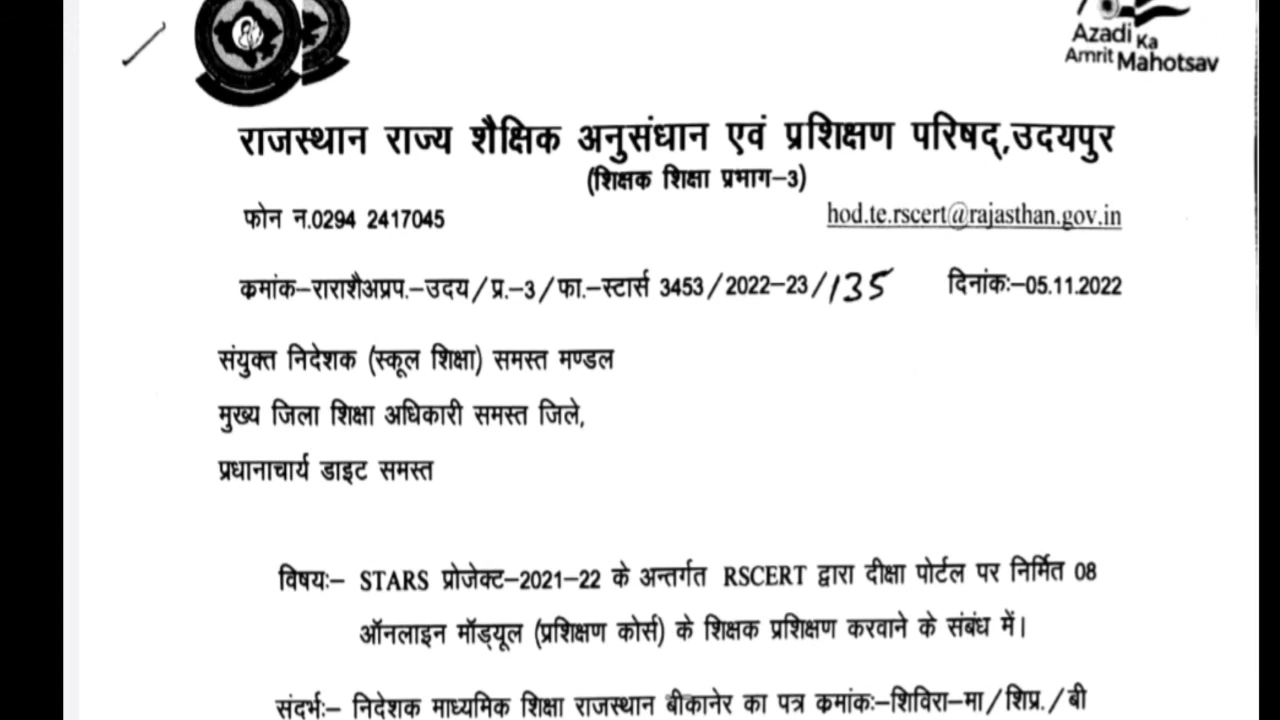 Azadi Ka
Amrit Mahotsav
राजस्थान राज्य शैक्षिक अनुसंधान एवं प्रशिक्षण परिषद्,उदयपुर
(शिक्षक शिक्षा प्रभाग–3)
फोन न.0294 2417045 hod.te.rscert@rajasthan.gov.in
कमांक–राराशैअप्रप.–उदय/प्र.–3/फा.–स्टार्स 3453/2022–23/135 दिनांकः–05.11.2022
संयुक्त निदेशक (स्कूल शिक्षा) समस्त मण्डल
मुख्य जिला शिक्षा अधिकारी समस्त जिले,
प्रधानाचार्य डाइट समस्त
विषयः– STARS प्रोजेक्ट–2021–22 के अन्तर्गत RSCERT द्वारा दीक्षा पोर्टल पर निर्मित 08
ऑनलाइन मॉड्यूल (प्रशिक्षण कोर्स) के शिक्षक प्रशिक्षण करवाने के संबंध में।
संदर्भः– निदेशक माध्यमिक शिक्षा राजस्थान बीकानेर का पत्र कमांकः–शिविरा–मा/शिप्र./बी